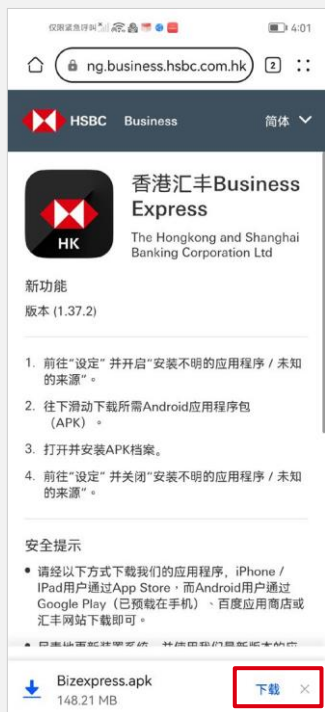 仅限紧急呼叫 4:01
ng.business.hsbc.com.hk 2
HSBC Business 简体
HK
香港汇丰Business
Express
The Hongkong and Shanghai
Banking Corporation Ltd
新功能
版本 (1.37.2)
1. 前往“设定” 并开启“安装不明的应用程序 / 未知
的来源”。
2. 往下滑动下载所需Android应用程序包
（APK）。
3. 打开并安装APK档案。
4. 前往“设定” 并关闭“安装不明的应用程序 / 未知
的来源”。
安全提示
• 请经以下方式下载我们的应用程序，iPhone /
IPad用户通过App Store，而Android用户通过
Google Play（已预载在手机）、百度应用商店或
汇丰网站下载即可。
Bizexpress.apk
148.21 MB
下载